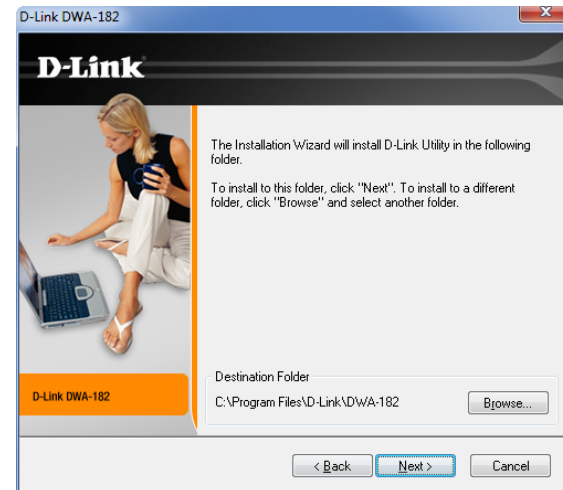 D-Link DWA-182
D-Link
The Installation Wizard will install D-Link Utility in the following
folder.
To install to this folder, click "Next". To install to a different
folder, click "Browse" and select another folder.
Destination Folder
D-Link DWA-182
C:\Program Files\D-Link\DWA-182
Browse...
< Back
Next >
Cancel